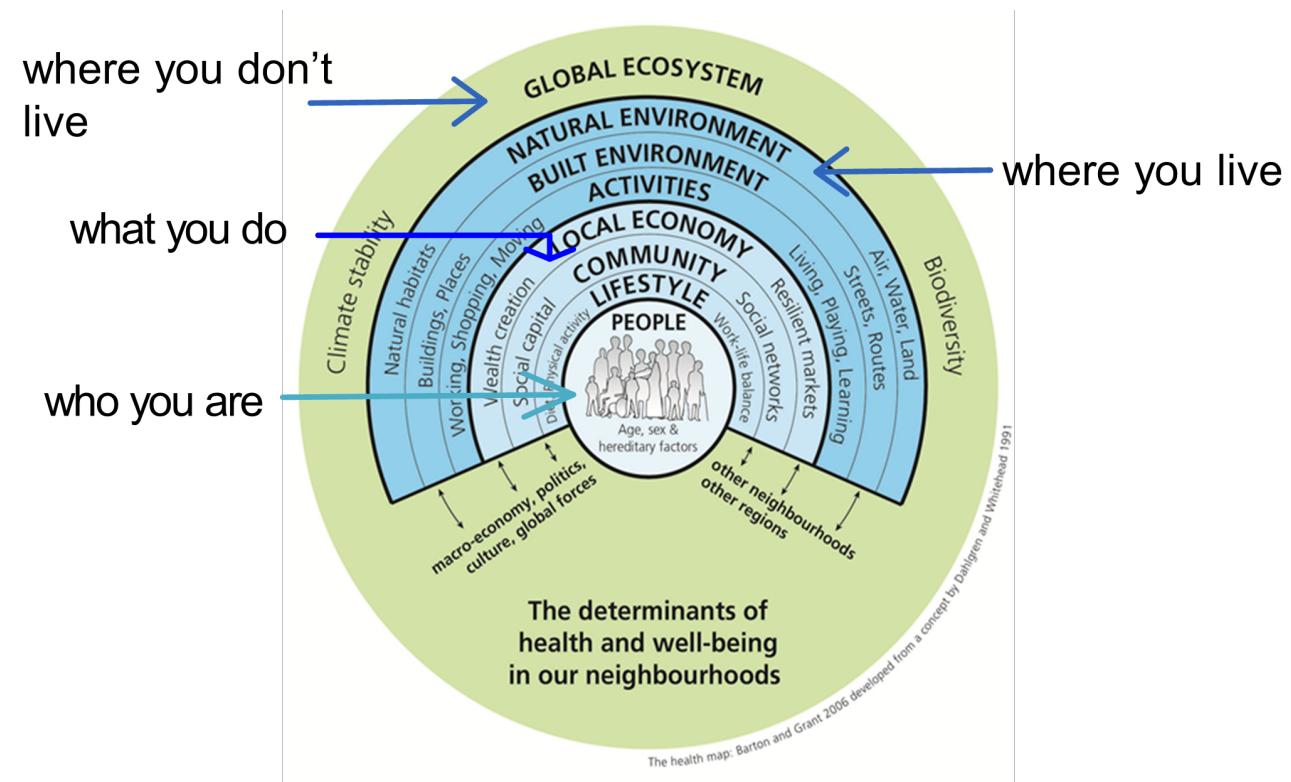 where you don't
live
GLOBAL ECOSYSTEM
NATURAL ENVIRONMENT
BUILT ENVIRONMENT
where you live
ACTIVITIES
what you do
LOCAL ECONOMY
COMMUNITY
LIFESTYLE
PEOPLE
Climate stability
Natural habitats
Buildings, Places
Working, Shopping, Moving
Wealth creation
Social capital
Diet, Physical activity
Work-life balance
Social networks
Resilient markets
Living, Playing, Learning
Streets, Routes
Air, Water, Land
Biodiversity
who you are
Age, sex &
hereditary factors
macro-economy, politics,
culture, global forces
other neighbourhoods
other regions
The determinants of
health and well-being
in our neighbourhoods
The health map: Barton and Grant 2006 developed from a concept by Dahlgren and Whitehead 1991